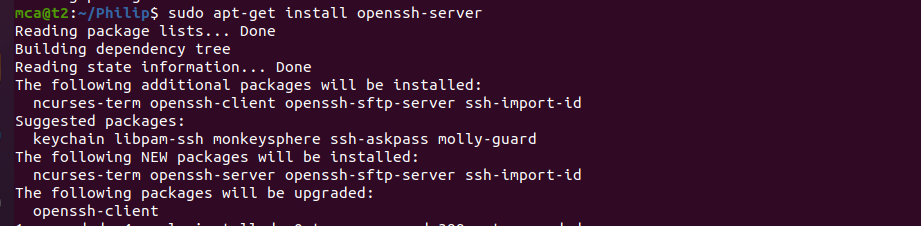 mca@t2:~/Philip$ sudo apt-get install openssh-server
Reading package lists... Done
Building dependency tree
Reading state information... Done
The following additional packages will be installed:
  ncurses-term openssh-client openssh-sftp-server ssh-import-id
Suggested packages:
  keychain libpam-ssh monkeysphere ssh-askpass molly-guard
The following NEW packages will be installed:
  ncurses-term openssh-server openssh-sftp-server ssh-import-id
The following packages will be upgraded:
  openssh-client